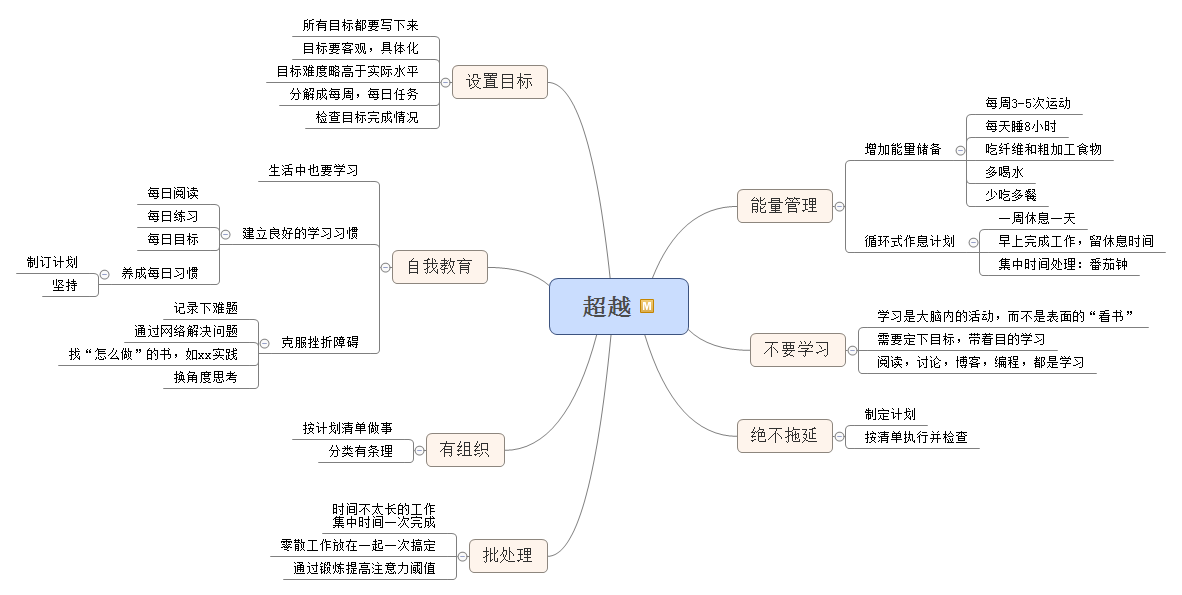 超越
M
能量管理
增加能量储备
每周3-5次运动
每天睡8小时
吃纤维和粗加工食物
多喝水
少吃多餐
循环式作息计划
一周休息一天
早上完成工作，留休息时间
集中时间处理：番茄钟
不要学习
学习是大脑内的活动，而不是表面的“看书”
需要定下目标，带着目的学习
阅读，讨论，博客，编程，都是学习
绝不拖延
制定计划
按清单执行并检查
设置目标
所有目标都要写下来
目标要客观，具体化
目标难度略高于实际水平
分解成每周，每日任务
检查目标完成情况
自我教育
生活中也要学习
建立良好的学习习惯
每日阅读
每日练习
每日目标
养成每日习惯
制订计划
坚持
克服挫折障碍
记录下难题
通过网络解决问题
找“怎么做”的书，如xx实践
换角度思考
有组织
按计划清单做事
分类有条理
批处理
时间不太长的工作
集中时间一次完成
零散工作放在一起一次搞定
通过锻炼提高注意力阈值